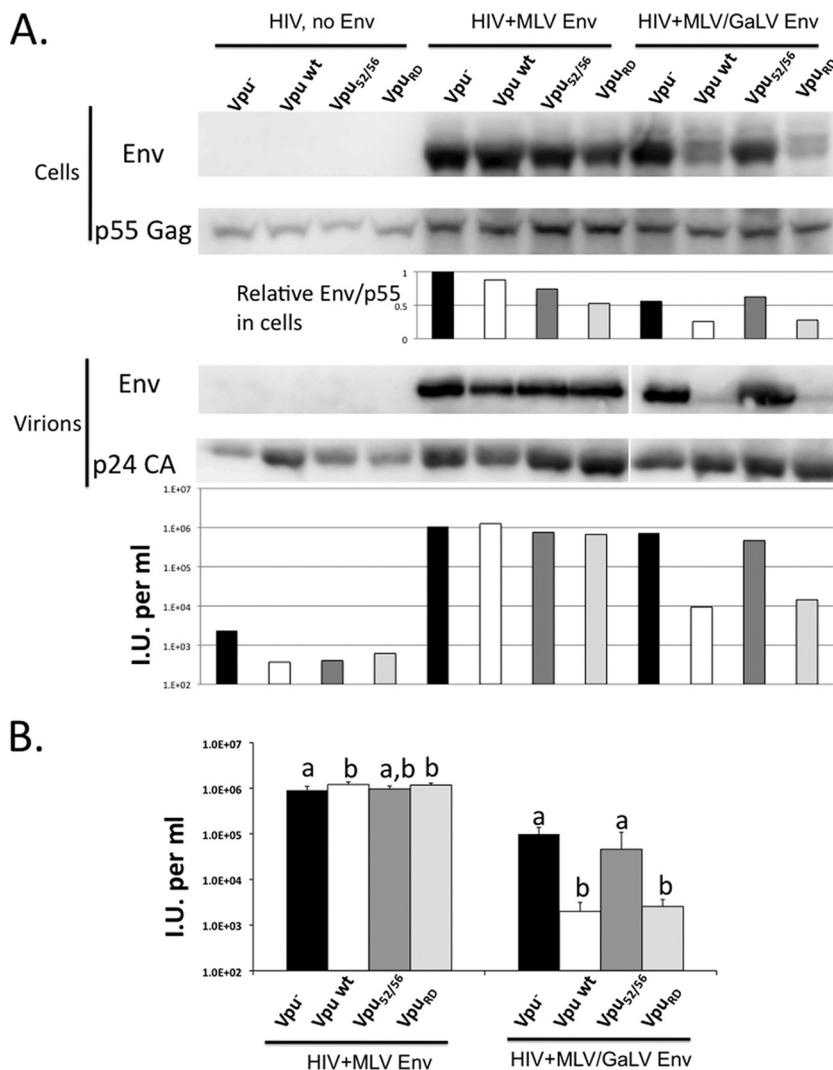 A.
HIV, no Env HIV+MLV Env HIV+MLV/GaLV Env
Vpu- Vpu wt Vpu52/56 VpuRD Vpu- Vpu wt Vpu52/56 VpuRD Vpu- Vpu wt Vpu52/56 VpuRD
Cells
Env
p55 Gag
Relative Env/p55
in cells
1
0.5
0
Virions
Env
p24 CA
I.U. per ml
1.E+07
1.E+06
1.E+05
1.E+04
1.E+03
1.E+02
B.
I.U. per ml
1.0E+07
1.0E+06
1.0E+05
1.0E+04
1.0E+03
1.0E+02
a b a,b b a b a b
Vpu- Vpu wt Vpu52/56 VpuRD Vpu- Vpu wt Vpu52/56 VpuRD
HIV+MLV Env HIV+MLV/GaLV Env